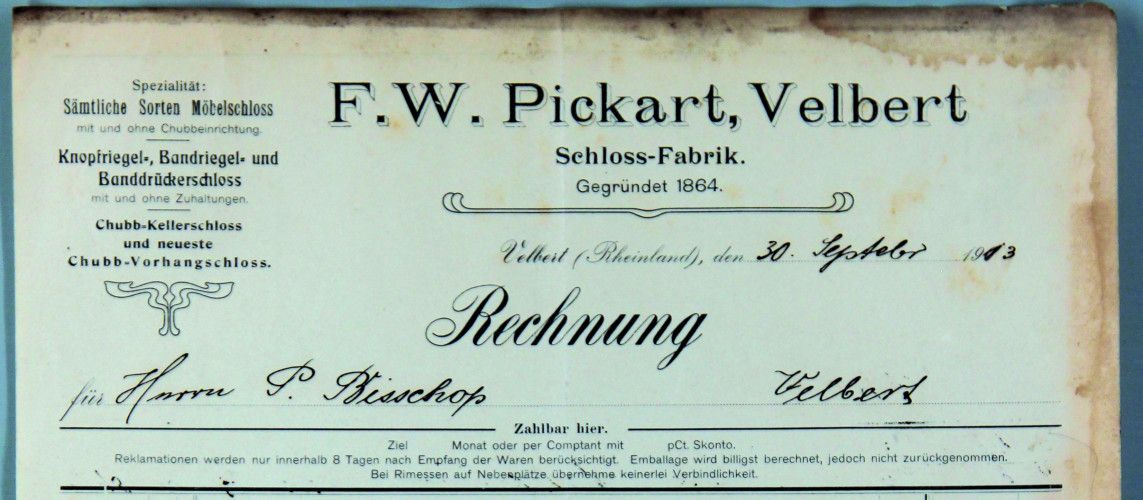 Spezialität:
Sämtliche Sorten Möbelschloss
mit und ohne Chubbeinrichtung.
Knopfriegel-, Bandriegel- und
Banddrückerschloss
mit und ohne Zuhaltungen.
Chubb-Kellerschloss
und neueste
Chubb-Vorhangschloss.
F. W. Pickart, Velbert
Schloss-Fabrik.
Gegründet 1864.
Velbert (Rheinland), den 30. Septebr 1913
Rechnung
für Herrn P. Bisschop Velbert
Zahlbar hier.
Ziel Monat oder per Comptant mit pCt. Skonto.
Reklamationen werden nur innerhalb 8 Tagen nach Empfang der Waren berücksichtigt. Emballage wird billigst berechnet, jedoch nicht zurückgenommen.
Bei Rimessen auf Nebenplätze übernehme keinerlei Verbindlichkeit.